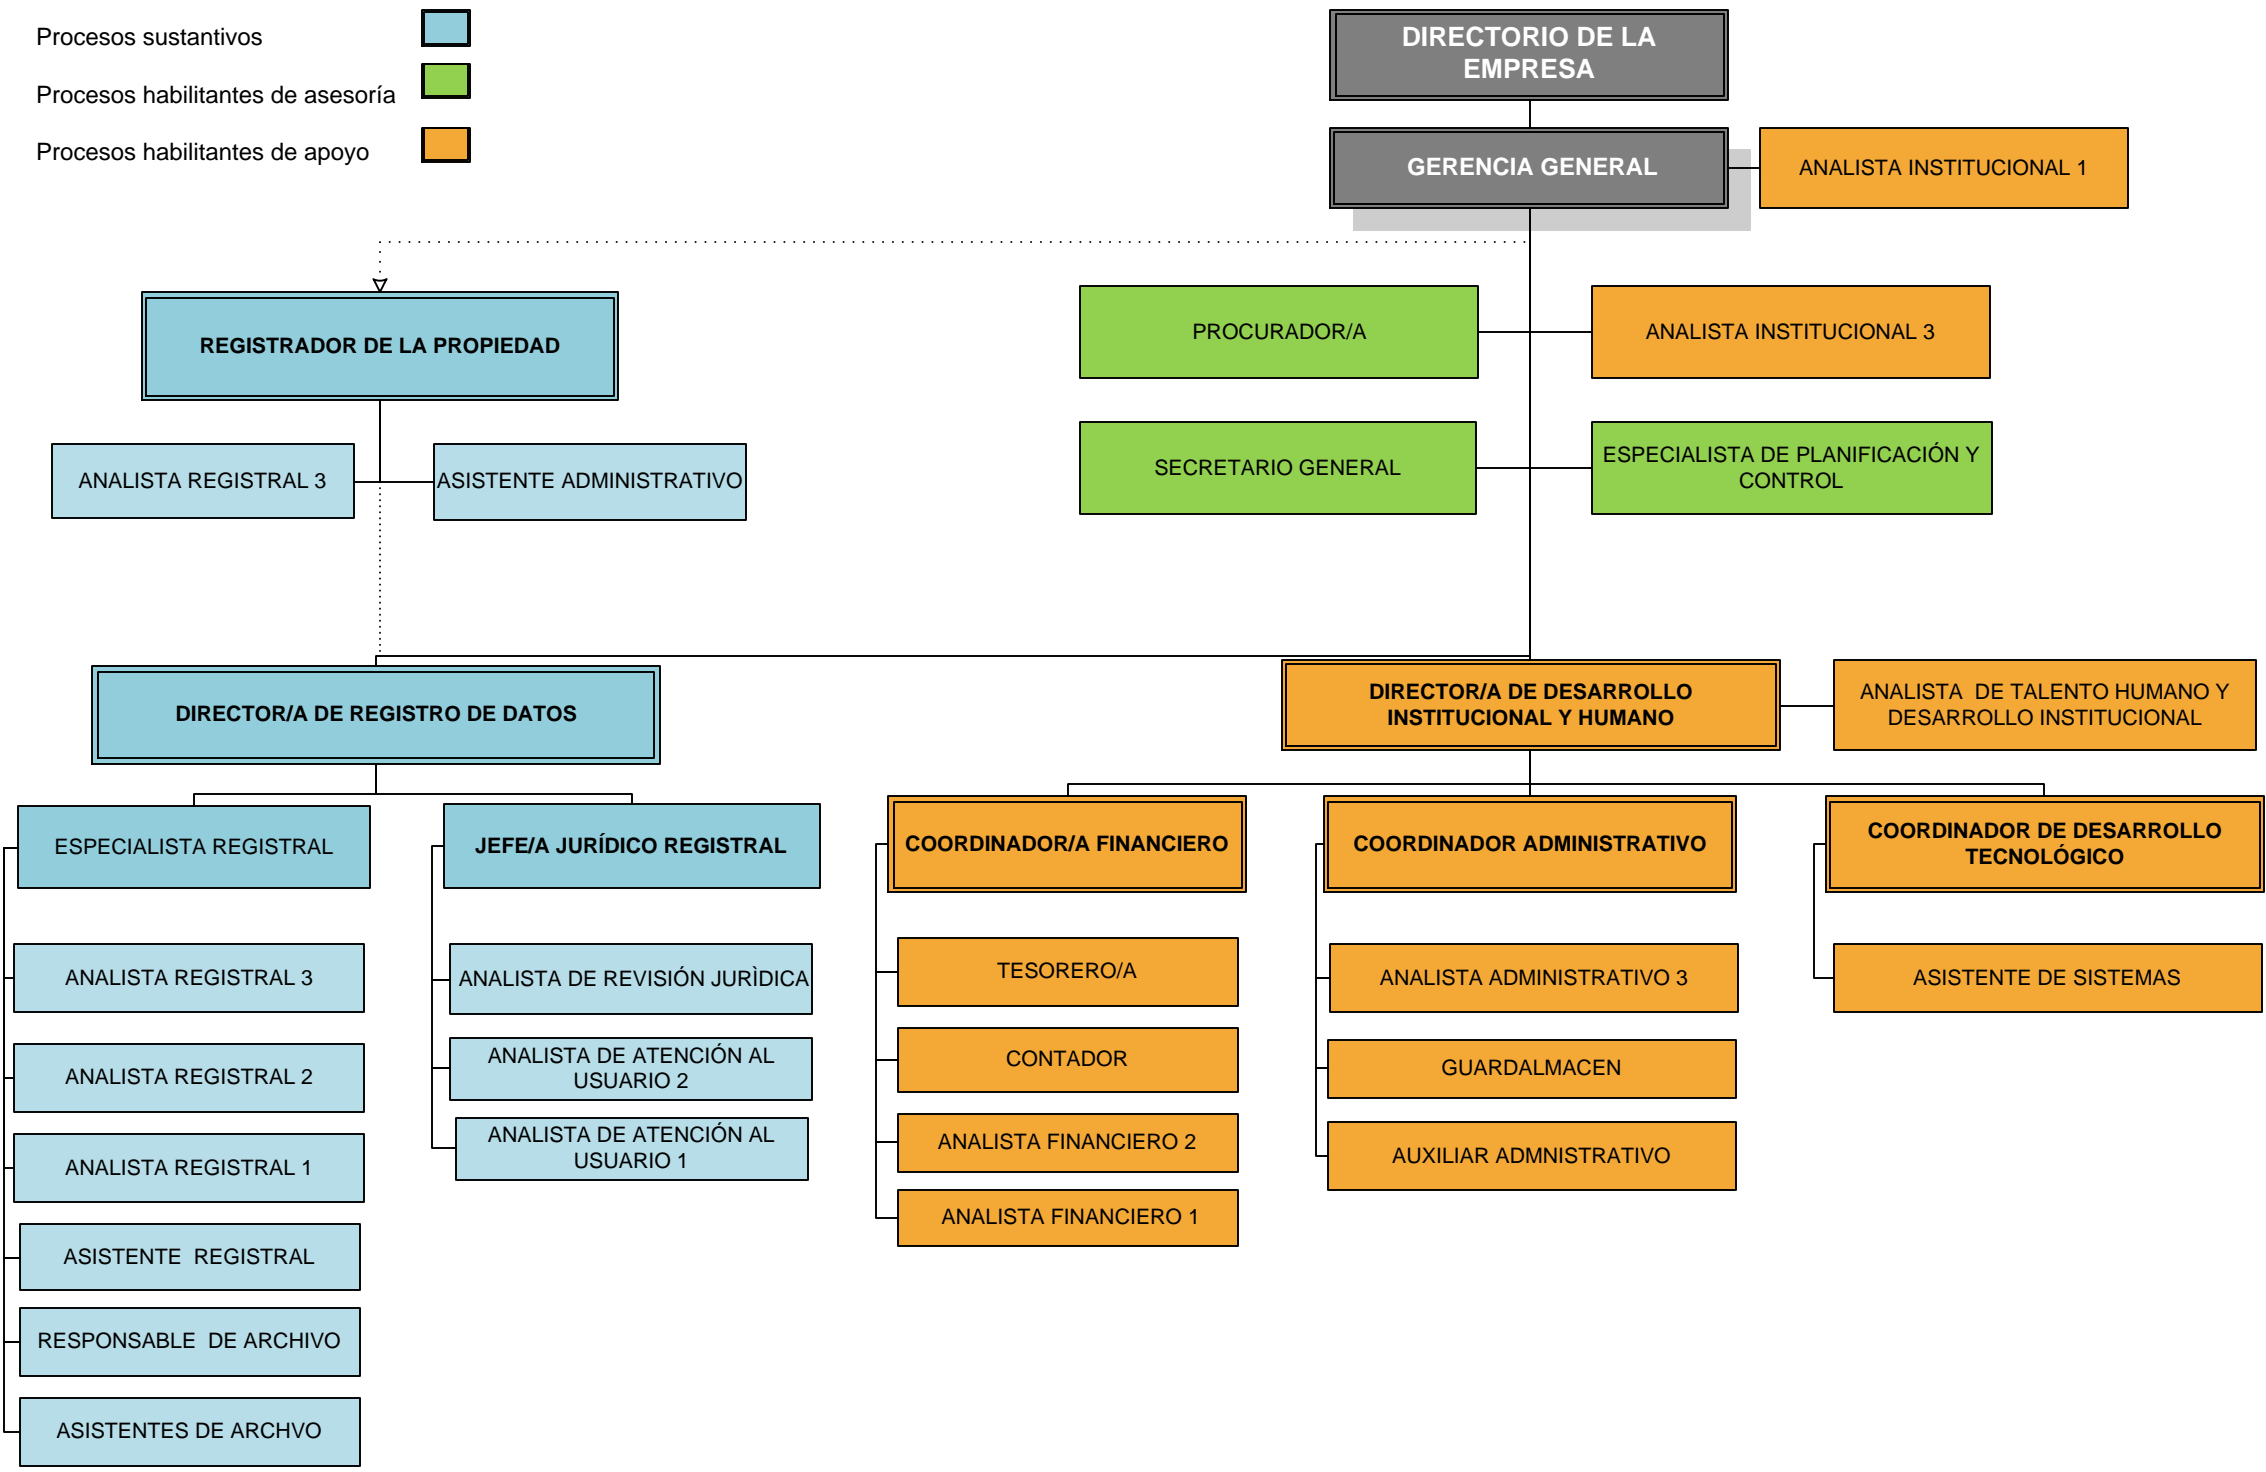 Procesos sustantivos
Procesos habilitantes de asesoría
Procesos habilitantes de apoyo
DIRECTORIO DE LA
EMPRESA
GERENCIA GENERAL
ANALISTA INSTITUCIONAL 1
REGISTRADOR DE LA PROPIEDAD
PROCURADOR/A
ANALISTA INSTITUCIONAL 3
ANALISTA REGISTRAL 3
ASISTENTE ADMINISTRATIVO
SECRETARIO GENERAL
ESPECIALISTA DE PLANIFICACIÓN Y
CONTROL
DIRECTOR/A DE REGISTRO DE DATOS
DIRECTOR/A DE DESARROLLO
INSTITUCIONAL Y HUMANO
ANALISTA  DE TALENTO HUMANO Y
DESARROLLO INSTITUCIONAL
ESPECIALISTA REGISTRAL
JEFE/A JURÍDICO REGISTRAL
COORDINADOR/A FINANCIERO
COORDINADOR ADMINISTRATIVO
COORDINADOR DE DESARROLLO
TECNOLÓGICO
ANALISTA REGISTRAL 3
ANALISTA REGISTRAL 2
ANALISTA REGISTRAL 1
ASISTENTE  REGISTRAL
RESPONSABLE  DE ARCHIVO
ASISTENTES DE ARCHVO
ANALISTA DE REVISIÓN JURÌDICA
ANALISTA DE ATENCIÓN AL
USUARIO 2
ANALISTA DE ATENCIÓN AL
USUARIO 1
TESORERO/A
CONTADOR
ANALISTA FINANCIERO 2
ANALISTA FINANCIERO 1
ANALISTA ADMINISTRATIVO 3
GUARDALMACEN
AUXILIAR ADMNISTRATIVO
ASISTENTE DE SISTEMAS